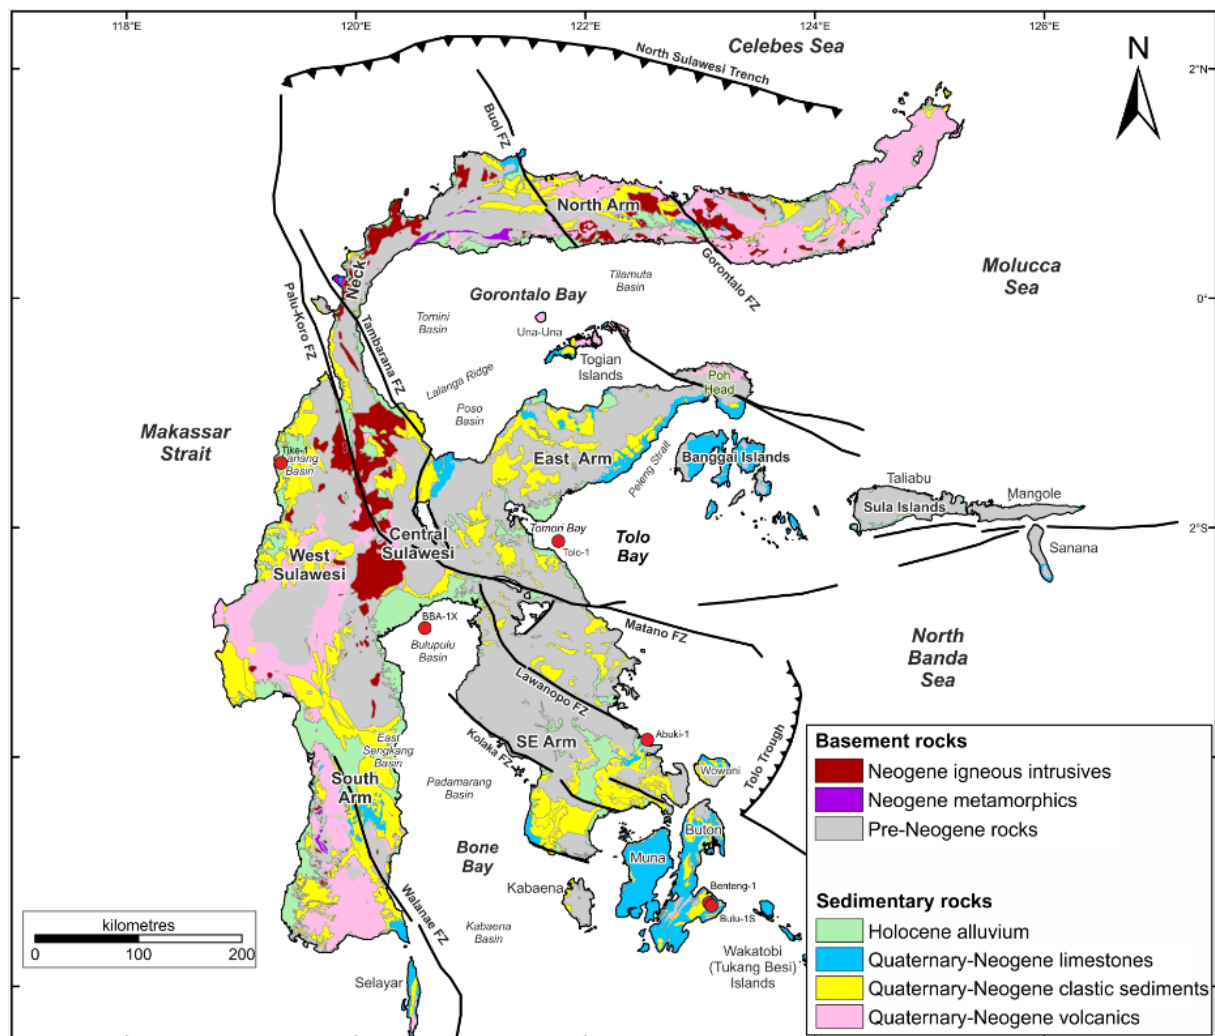 118°E
120°E
122°E
124°E
126°E
Celebes Sea
North Sulawesi Trench
N
2°N
Buol FZ
North Arm
Neck
Gorontalo FZ
Molucca
Sea
Tilamuta
Basin
Gorontalo Bay
0°
Palu-Koro FZ
Tambarana FZ
Tomini
Basin
Una-Una
Togian
Islands
Lalanga Ridge
Poh
Head
Poso
Basin
Makassar
Strait
Tike-1
Basin
East Arm
Peleng Strait
Banggai Islands
Taliabu
Mangole
Sula Islands
Sanana
Tomori Bay
Tolo-1
Tolo
Bay
2°S
Central
Sulawesi
West
Sulawesi
BBA-1X
Bulupulu
Basin
Matano FZ
North
Banda
Sea
Lawanopo FZ
Abuki-1
Tolo Trough
East
Sengkang
Basin
SE Arm
Kolaka FZ
Wowoni
South
Arm
Padamarang
Basin
Buton
Muna
Bone
Bay
Kabaena
Benteng-1
Bulu-1S
Walanae FZ
Kabaena
Basin
Wakatobi
(Tukang Besi)
Islands
Selayar
kilometres
0 100 200
Basement rocks
Neogene igneous intrusives
Neogene metamorphics
Pre-Neogene rocks
Sedimentary rocks
Holocene alluvium
Quaternary-Neogene limestones
Quaternary-Neogene clastic sediments
Quaternary-Neogene volcanics